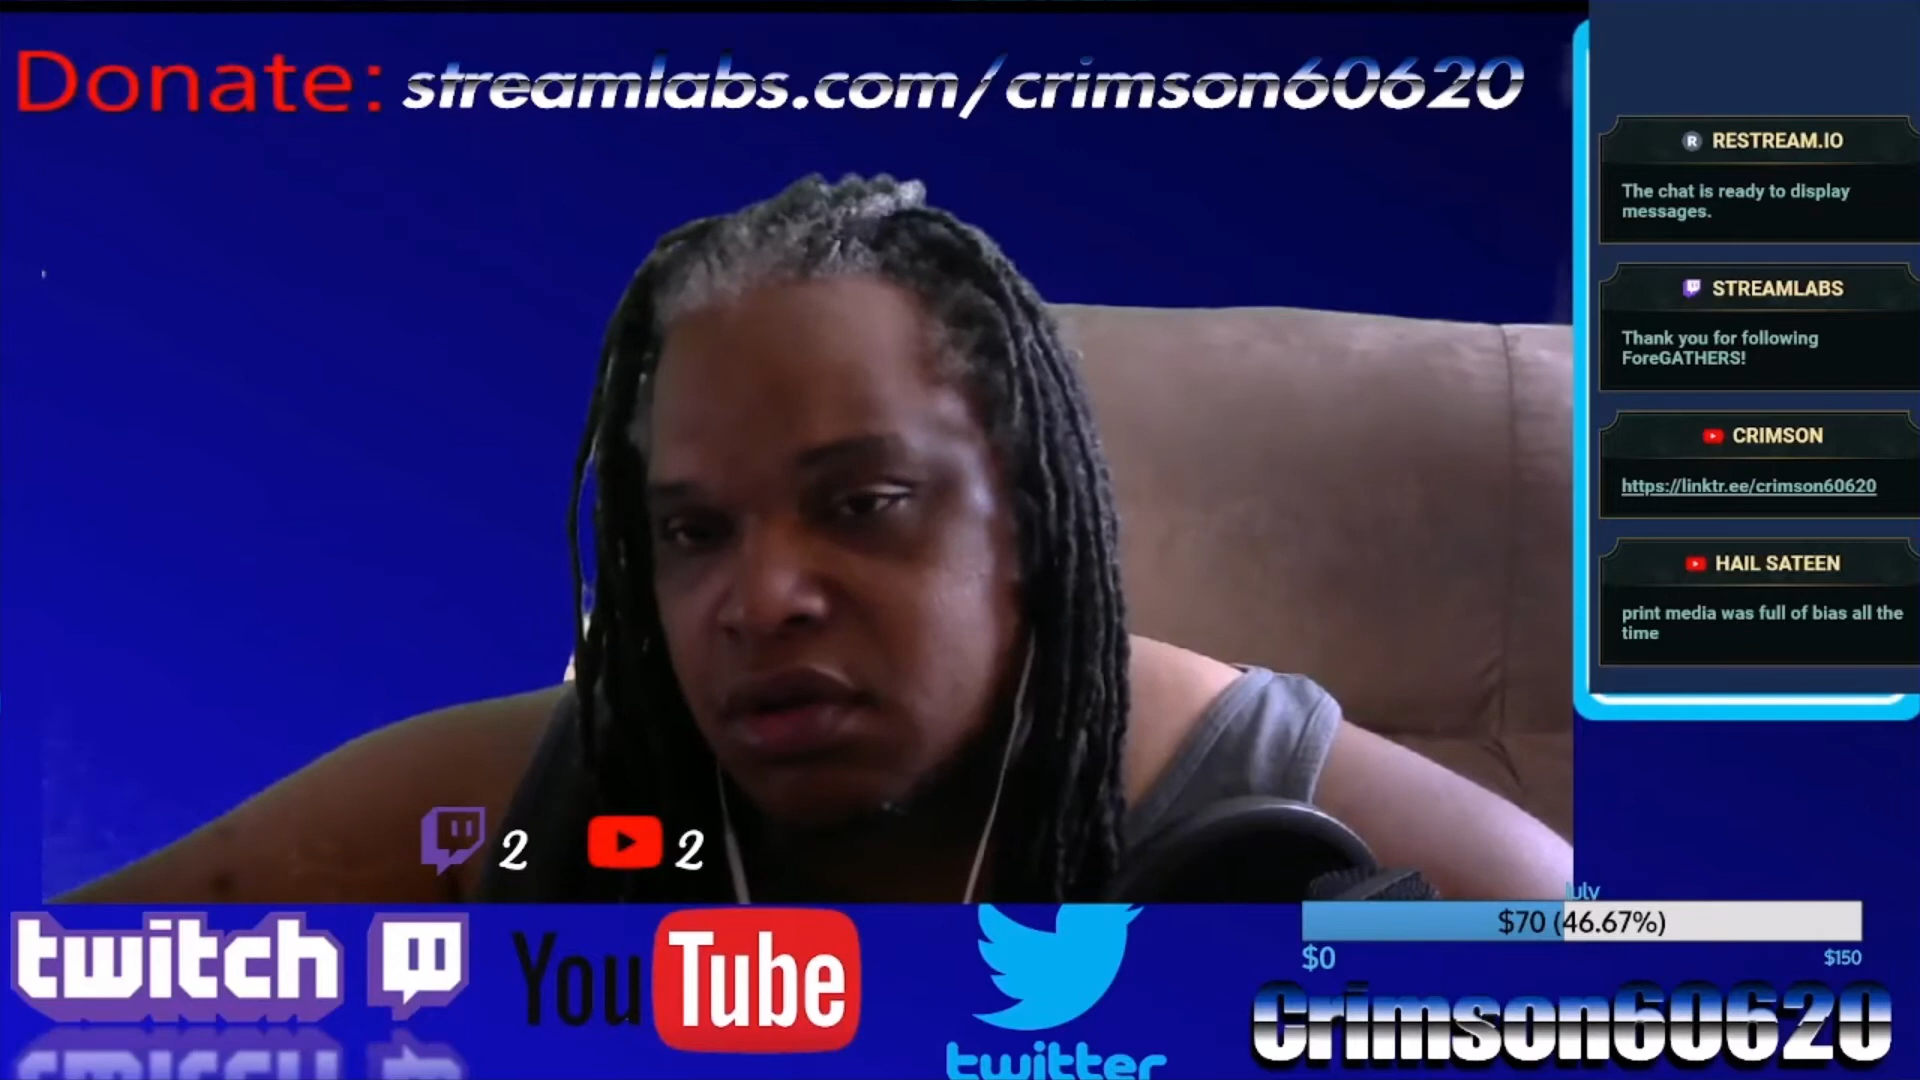 Donate: streamlabs.com/crimson60620
RESTREAM.IO
The chat is ready to display
messages.
STREAMLABS
Thank you for following
ForeGATHERS!
CRIMSON
https://linktr.ee/crimson60620
HAIL SATEEN
print media was full of bias all the
time
2
2
July
$70 (46.67%)
$0
$150
twitch
YouTube
twitter
Crimson60620